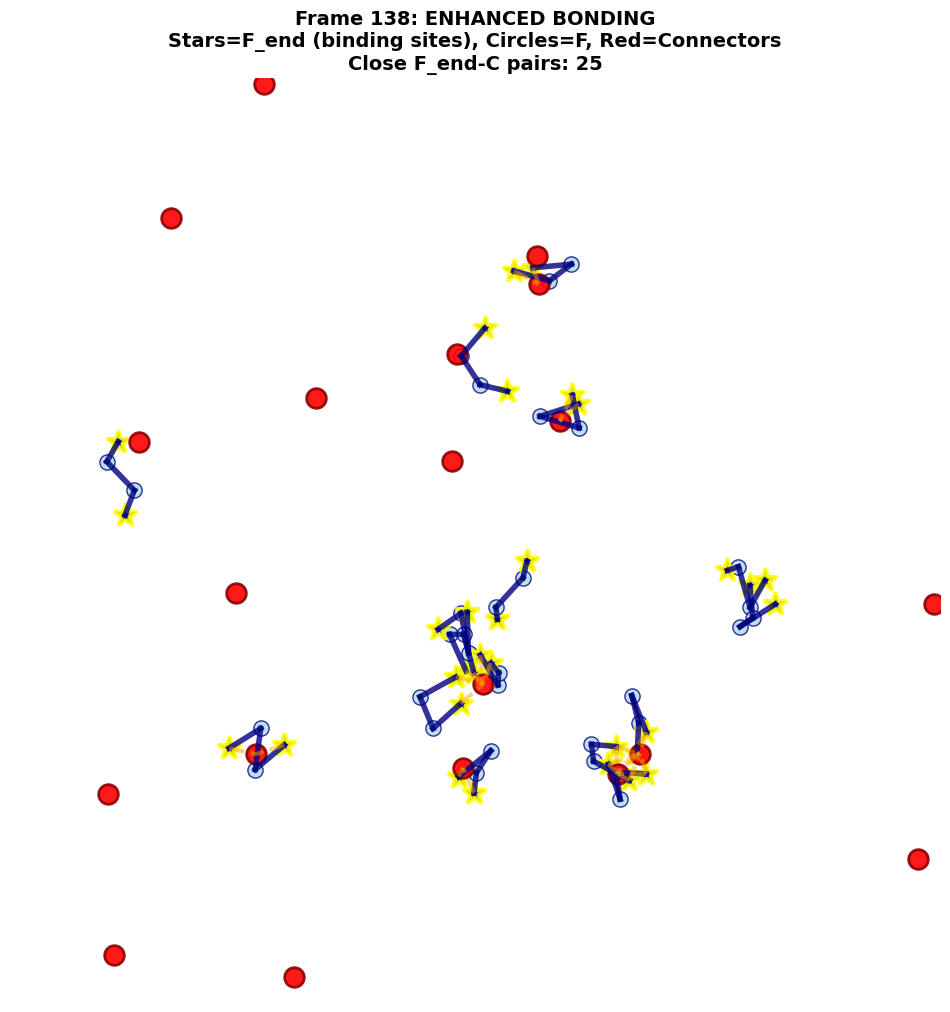 Frame 138: ENHANCED BONDING
Stars=F_end (binding sites), Circles=F, Red=Connectors
Close F_end-C pairs: 25